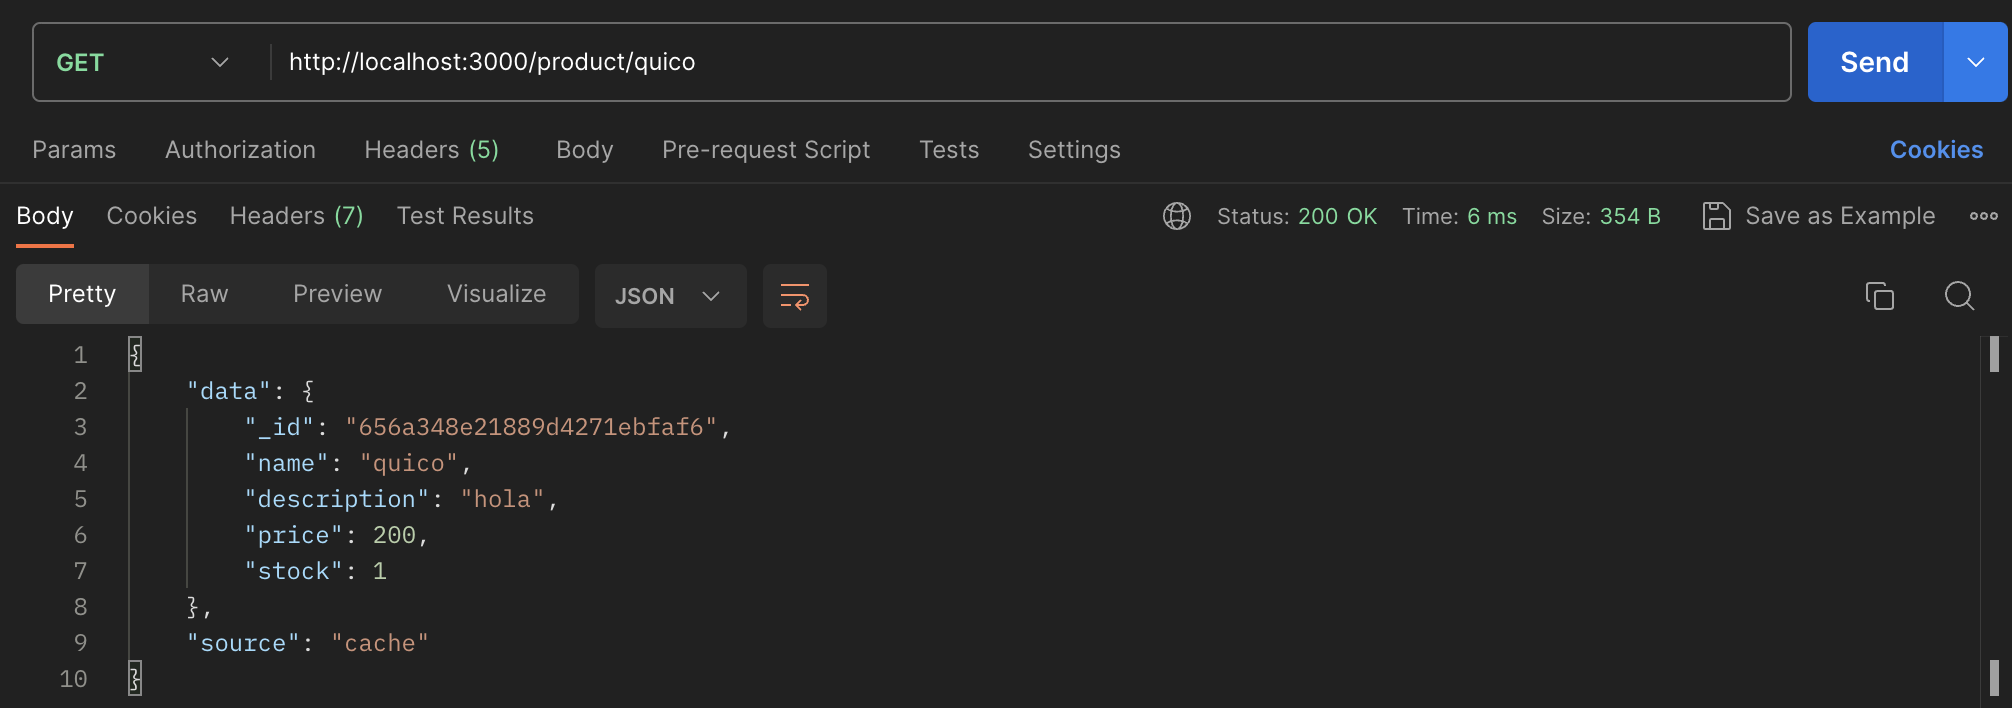 GET http://localhost:3000/product/quico Send
Params Authorization Headers (5) Body Pre-request Script Tests Settings Cookies
Body Cookies Headers (7) Test Results Status: 200 OK Time: 6 ms Size: 354 B Save as Example
Pretty Raw Preview Visualize JSON
1 {
2 "data": {
3 "_id": "656a348e21889d4271ebfaf6",
4 "name": "quico",
5 "description": "hola",
6 "price": 200,
7 "stock": 1
8 },
9 "source": "cache"
10 }